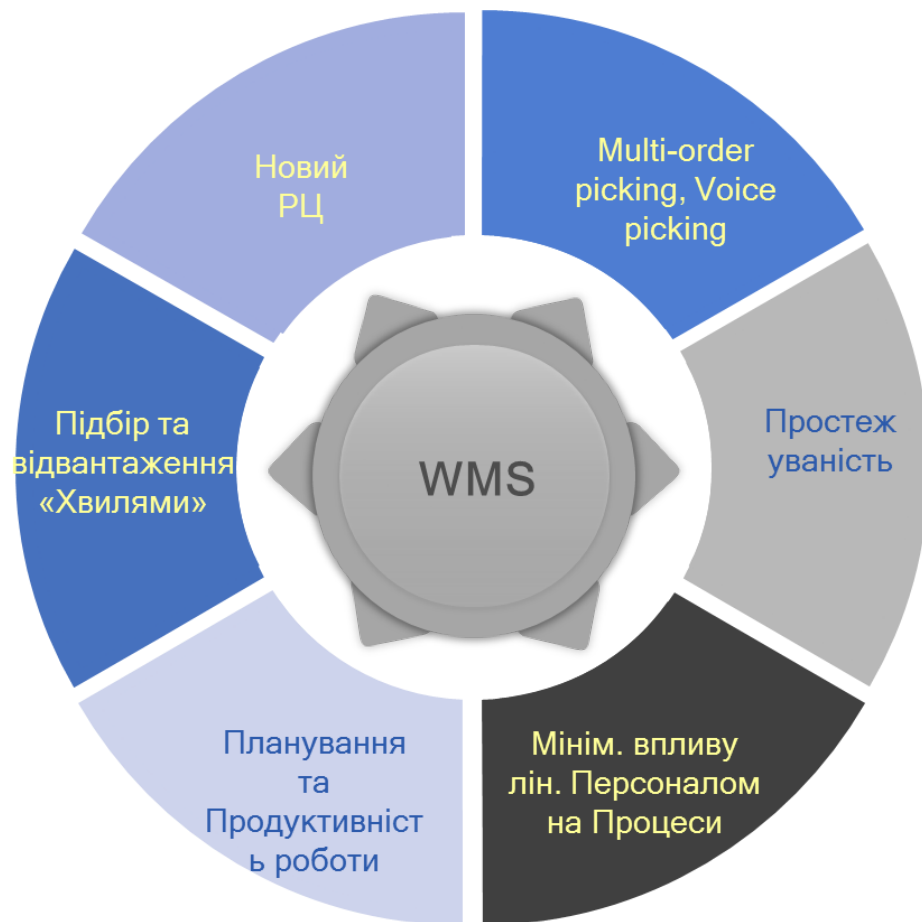 Новий
РЦ
Multi-order
picking, Voice
picking
Підбір та
відвантаження
«Хвилями»
WMS
Простеж
уваність
Планування
та
Продуктивніст
ь роботи
Мінім. впливу
лін. Персоналом
на Процеси